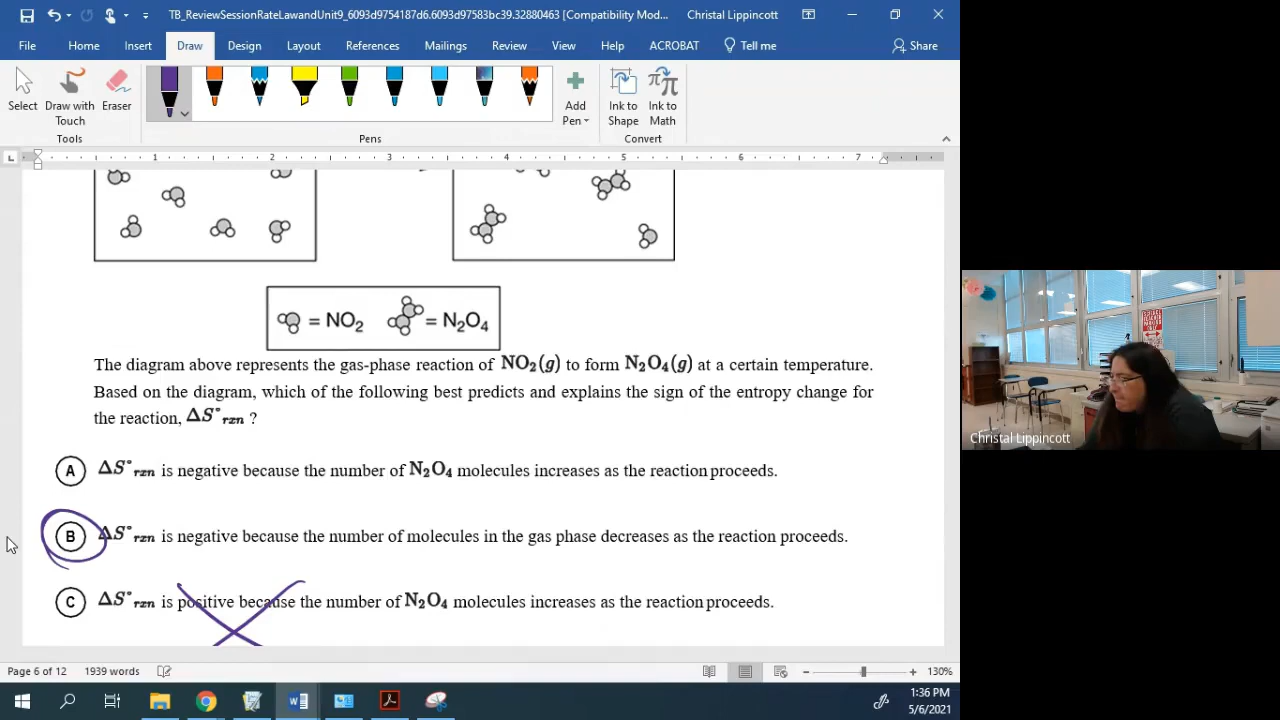 TB_ReviewSessionRateLawandUnit9_6093d9754187d6.6093d97583bc39.32880463 [Compatibility Mod... Christal Lippincott
File Home Insert Draw Design Layout References Mailings Review View Help ACROBAT Tell me Share
Select Draw with Touch Eraser Add Pen Ink to Shape Ink to Math
Tools Pens Convert
1 2 3 4 5 6 7
= NO₂ = N₂O₄
The diagram above represents the gas-phase reaction of NO₂(g) to form N₂O₄(g) at a certain temperature.
Based on the diagram, which of the following best predicts and explains the sign of the entropy change for
the reaction, ΔS°rxn ?
A ΔS°rxn is negative because the number of N₂O₄ molecules increases as the reaction proceeds.
B ΔS°rxn is negative because the number of molecules in the gas phase decreases as the reaction proceeds.
C ΔS°rxn is positive because the number of N₂O₄ molecules increases as the reaction proceeds.
Christal Lippincott
Page 6 of 12 1939 words 130%
1:36 PM
5/6/2021